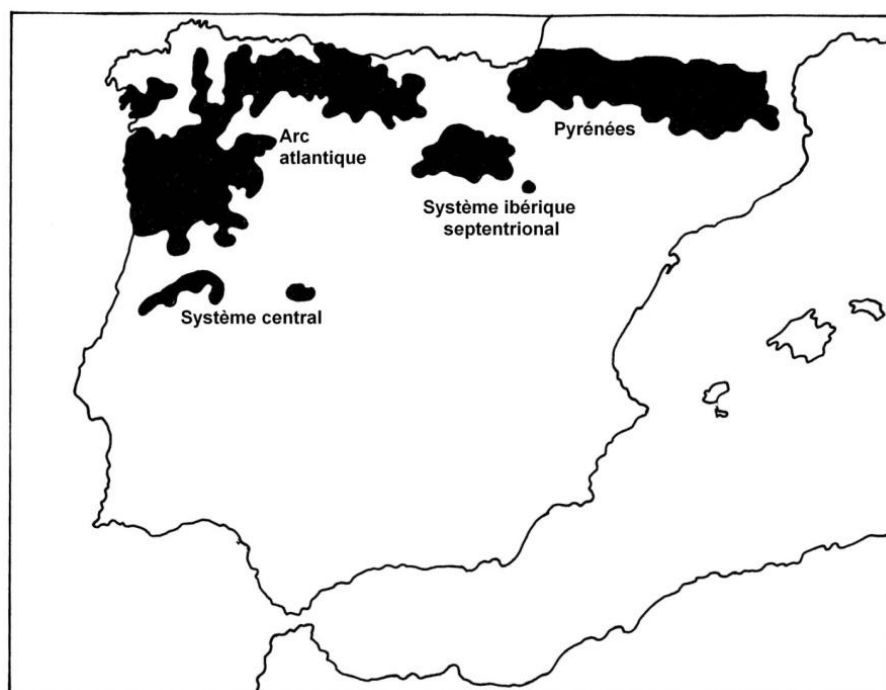 Arc
atlantique
Pyrénées
Système ibérique
septentrional
Système central